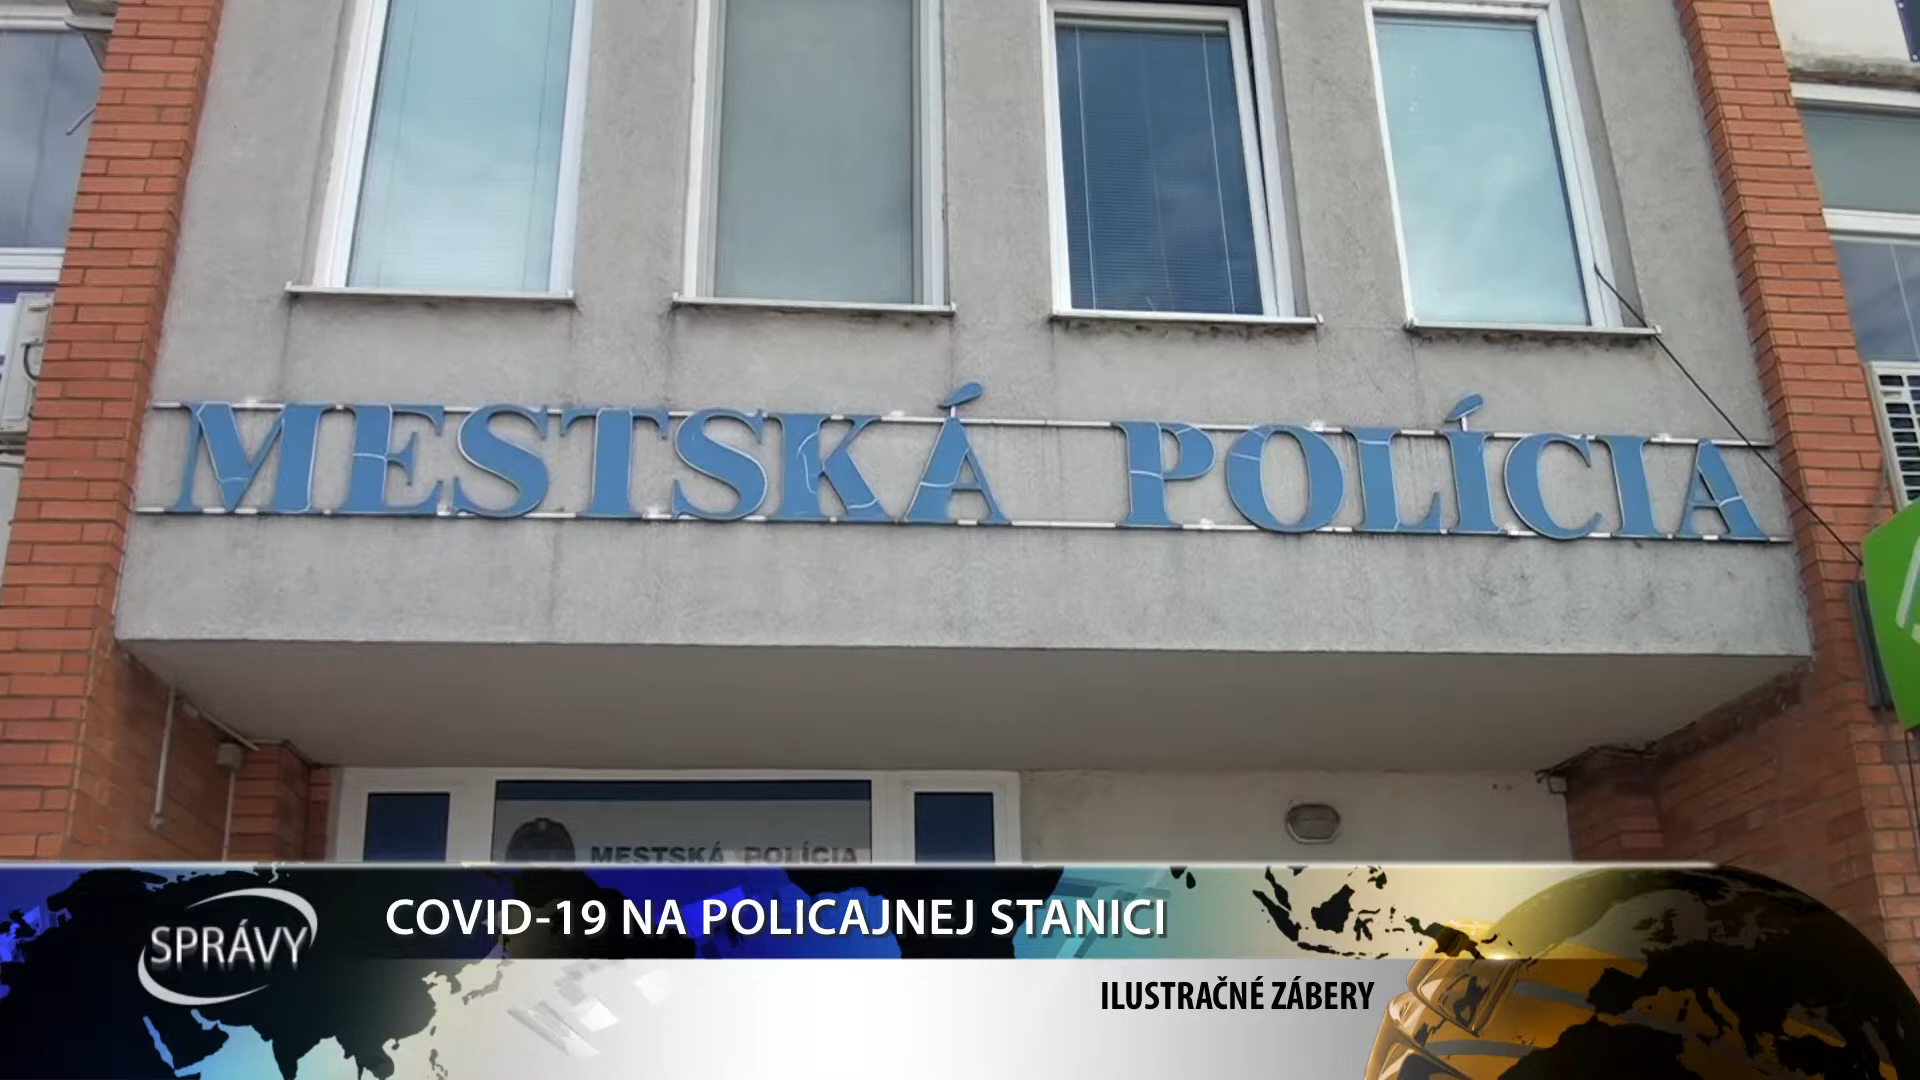 MESTSKÁ POLÍCIA
MESTSKÁ POLÍCIA
SPRÁVY
COVID-19 NA POLICAJNEJ STANICI
ILUSTRAČNÉ ZÁBERY